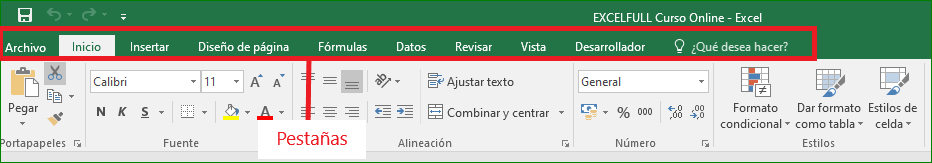 EXCELFULL Curso Online - Excel
Archivo Inicio Insertar Diseño de página Fórmulas Datos Revisar Vista Desarrollador ¿Qué desea hacer?
Calibri 11 A A Ajustar texto General
Pegar Formato Dar formato Estilos de
N K S A Combinar y centrar % 000 condicional como tabla celda
Portapapeles Fuente Alineación Número Estilos
Pestañas